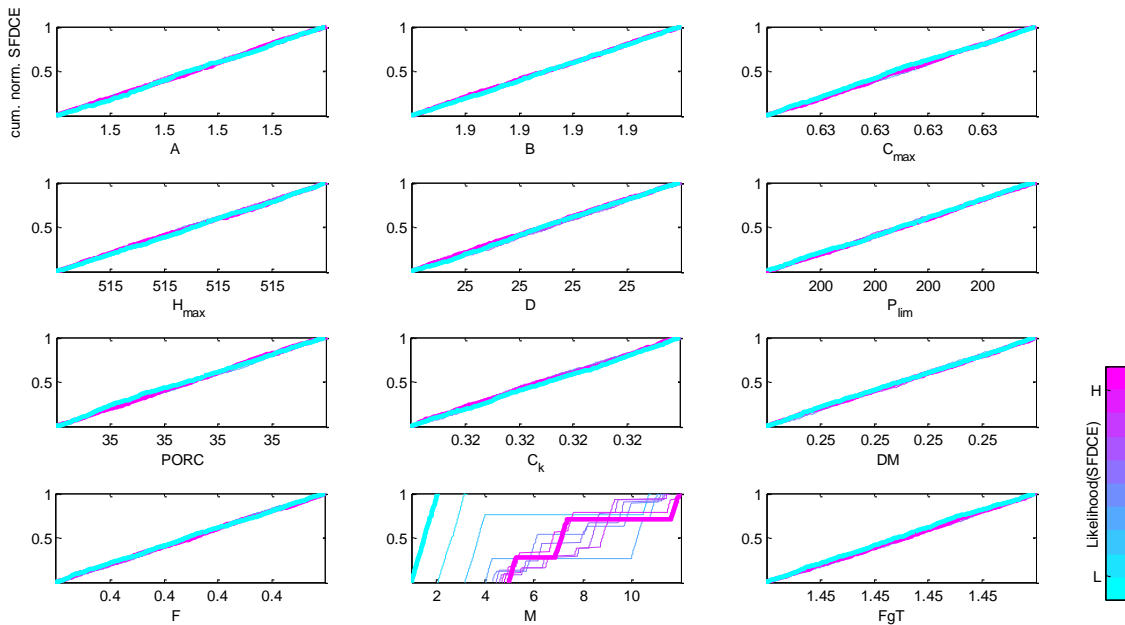 cum. norm. SFDCE
1
0.5
1.5 1.5 1.5 1.5
A
1
0.5
1.9 1.9 1.9 1.9
B
1
0.5
0.63 0.63 0.63 0.63
C_max
1
0.5
515 515 515 515
H_max
1
0.5
25 25 25 25
D
1
0.5
200 200 200 200
P_lim
1
0.5
35 35 35 35
PORC
1
0.5
0.32 0.32 0.32 0.32
C_k
1
0.5
0.25 0.25 0.25 0.25
DM
1
0.5
0.4 0.4 0.4 0.4
F
1
0.5
2 4 6 8 10
M
1
0.5
1.45 1.45 1.45 1.45
FgT
Likelihood(SFDCE)
H
L